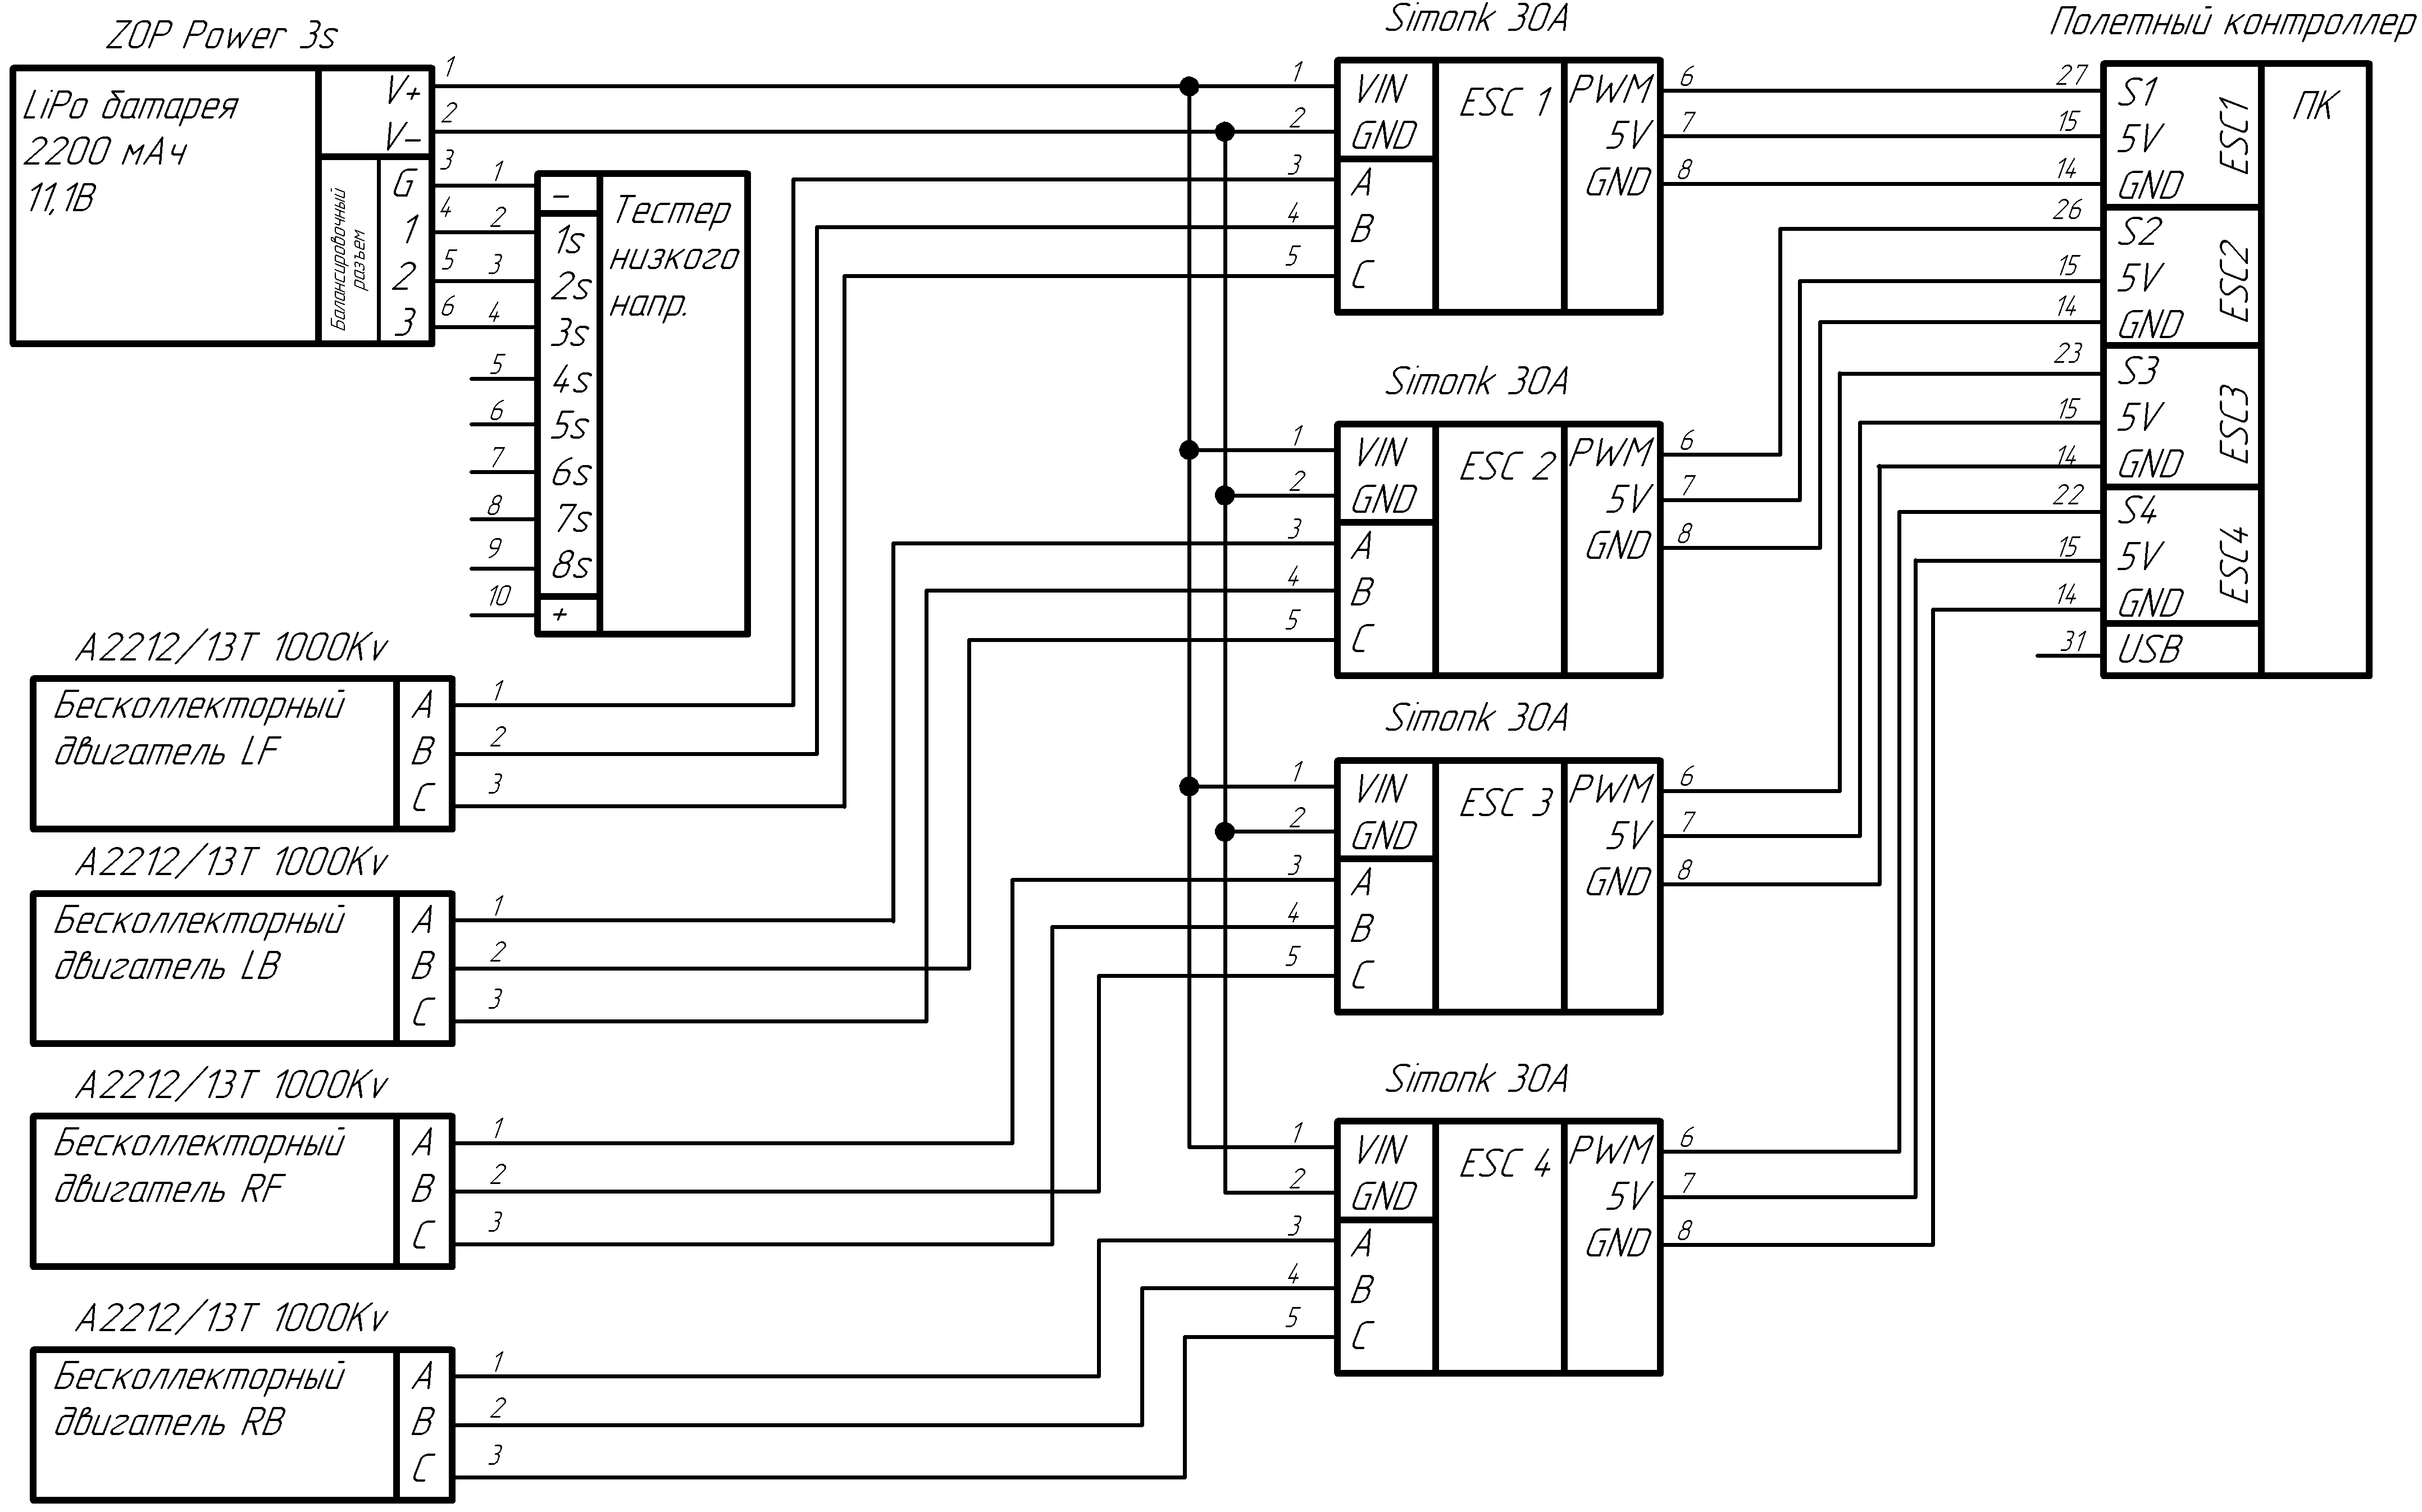 ZOP Power 3s
LiPo батарея
2200 мАч
11,1В
V+
V-
Балансировочный
разъем
G
1
2
3
1
2
3
4
5
6
1
2
3
4
5
6
7
8
9
10
-
1s
2s
3s
4s
5s
6s
7s
8s
+
Тестер
низкого
напр.
A2212/13T 1000Kv
Бесколлекторный
двигатель LF
A
B
C
1
2
3
A2212/13T 1000Kv
Бесколлекторный
двигатель LB
A
B
C
1
2
3
A2212/13T 1000Kv
Бесколлекторный
двигатель RF
A
B
C
1
2
3
A2212/13T 1000Kv
Бесколлекторный
двигатель RB
A
B
C
1
2
3
Simonk 30A
1
2
3
4
5
VIN
GND
A
B
C
ESC 1
PWM
5V
GND
6
7
8
Simonk 30A
1
2
3
4
5
VIN
GND
A
B
C
ESC 2
PWM
5V
GND
6
7
8
Simonk 30A
1
2
3
4
5
VIN
GND
A
B
C
ESC 3
PWM
5V
GND
6
7
8
Simonk 30A
1
2
3
4
5
VIN
GND
A
B
C
ESC 4
PWM
5V
GND
6
7
8
Полетный контроллер
27
15
14
S1
5V
GND
ESC1
26
15
14
S2
5V
GND
ESC2
23
15
14
S3
5V
GND
ESC3
22
15
14
S4
5V
GND
ESC4
31
USB
ПК